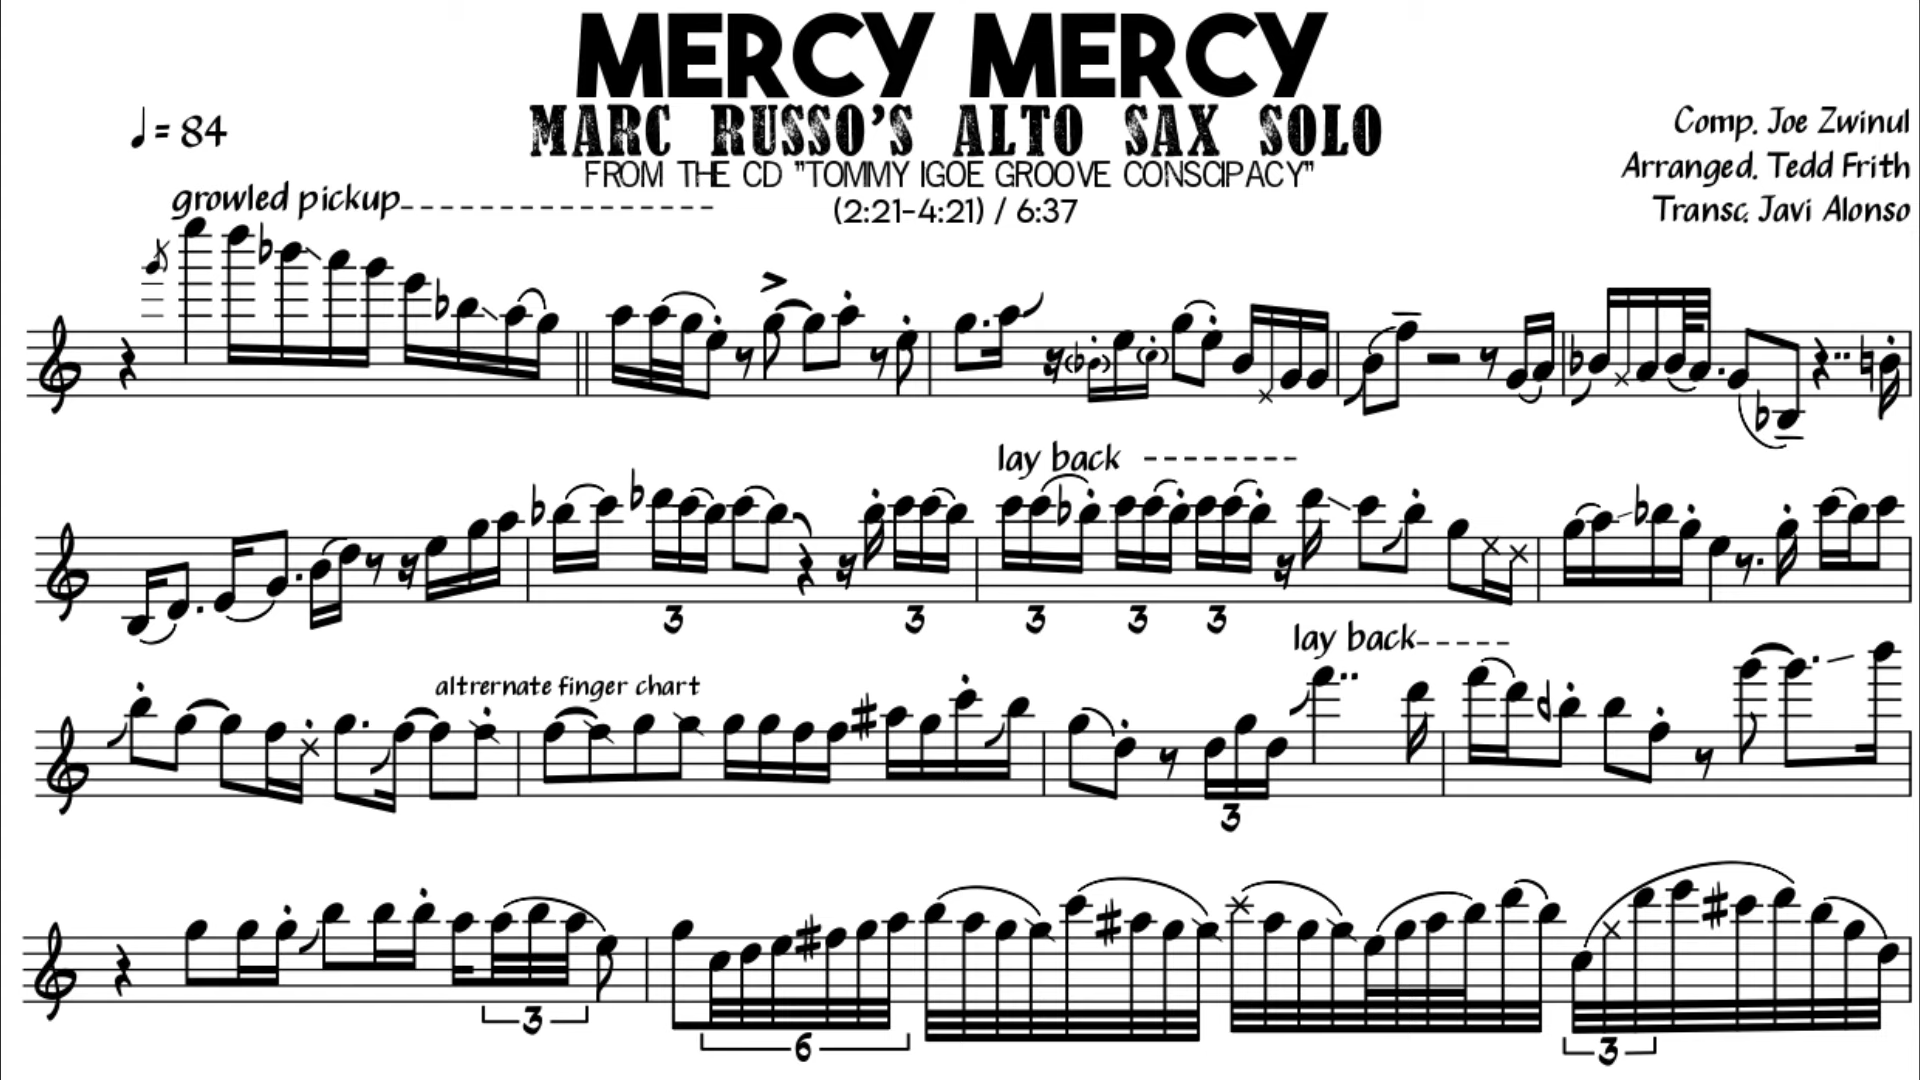 MERCY MERCY
MARC RUSSO'S ALTO SAX SOLO
FROM THE CD "TOMMY IGOE GROOVE CONSCIPACY"
(2:21-4:21) / 6:37
♩= 84
Comp. Joe Zwinul
Arranged. Tedd Frith
Transc. Javi Alonso
growled pickup
lay back
3 3 3 3 3
lay back
altrernate finger chart
3
3 6 3